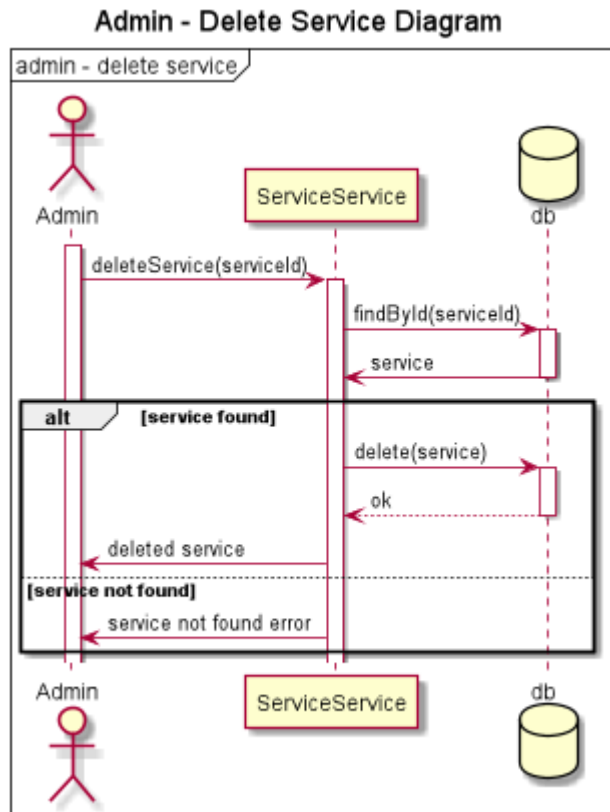 Admin - Delete Service Diagram
admin - delete service
Admin
ServiceService
db
deleteService(serviceId)
findById(serviceId)
service
alt
[service found]
delete(service)
ok
deleted service
[service not found]
service not found error
Admin
ServiceService
db